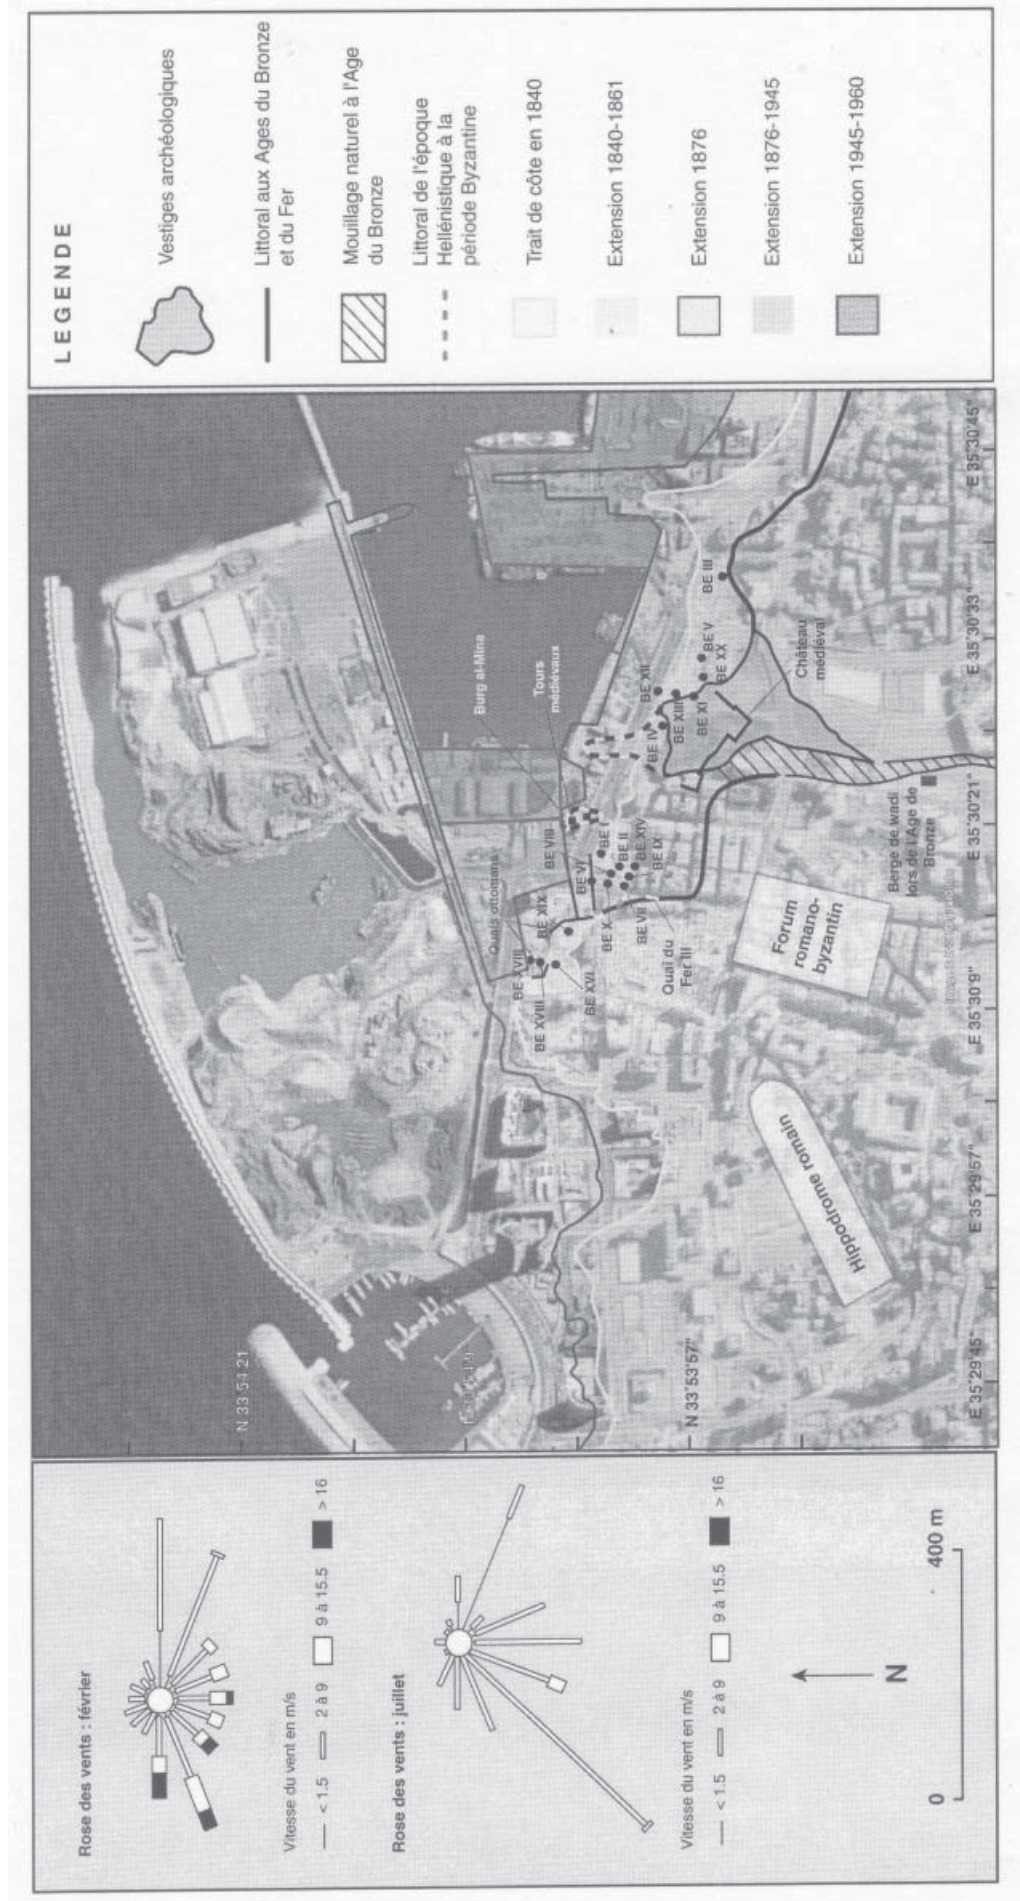 LEGENDE
Vestiges archéologiques
Littoral aux Ages du Bronze
et du Fer
Mouillage naturel à l'Age
du Bronze
Littoral de l'époque
Hellénistique à la
période Byzantine
Trait de côte en 1840
Extension 1840-1861
Extension 1876
Extension 1876-1945
Extension 1945-1960
N 33 54 21
N 33°53'57"
E 35°29'45"
E 35°29'57"
E 35°30'9"
E 35°30'21"
E 35°30'33"
E 35°30'45"
Burg al-Mina
Tours
médiévaux
Quais ottomans
BE XVIII
BE XVIII
BE XVI
BE XIX
BE X
BE VI
BE VIII
BE VII
BE I
BE II
BE XIV
BE IX
BE IV
BE XII
BE XIII
BE XI
BE XX
BE V
BE III
Quai du
Fer III
Château
médiéval
Berge de wadi
lors de l'Age de
Bronze
Forum
romano-
byzantin
Hippodrome romain
Rose des vents : février
Vitesse du vent en m/s
< 1.5 2 à 9 9 à 15.5 > 16
Rose des vents : juillet
Vitesse du vent en m/s
< 1.5 2 à 9 9 à 15.5 > 16
N
0 400 m